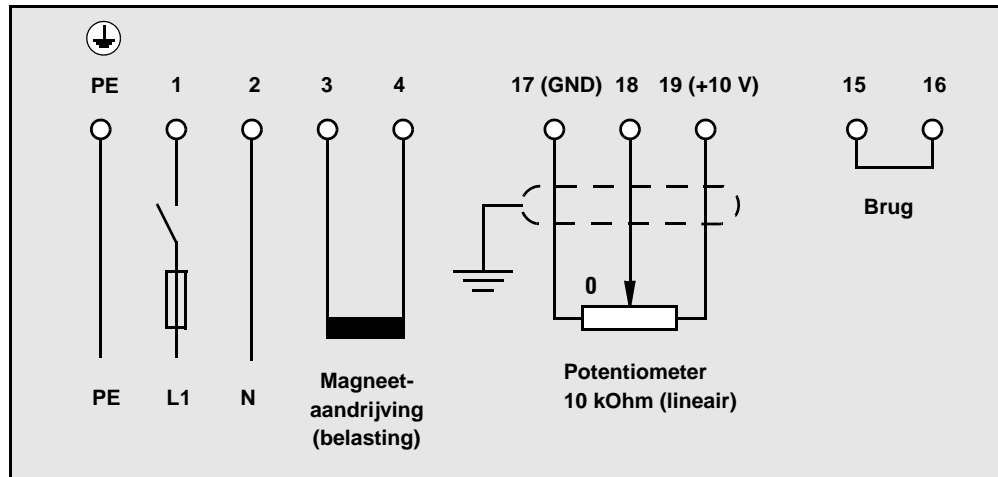 PE 1 2 3 4 17 (GND) 18 19 (+10 V) 15 16
Brug
0
PE L1 N
Magneet-
aandrijving
(belasting)
Potentiometer
10 kOhm (lineair)